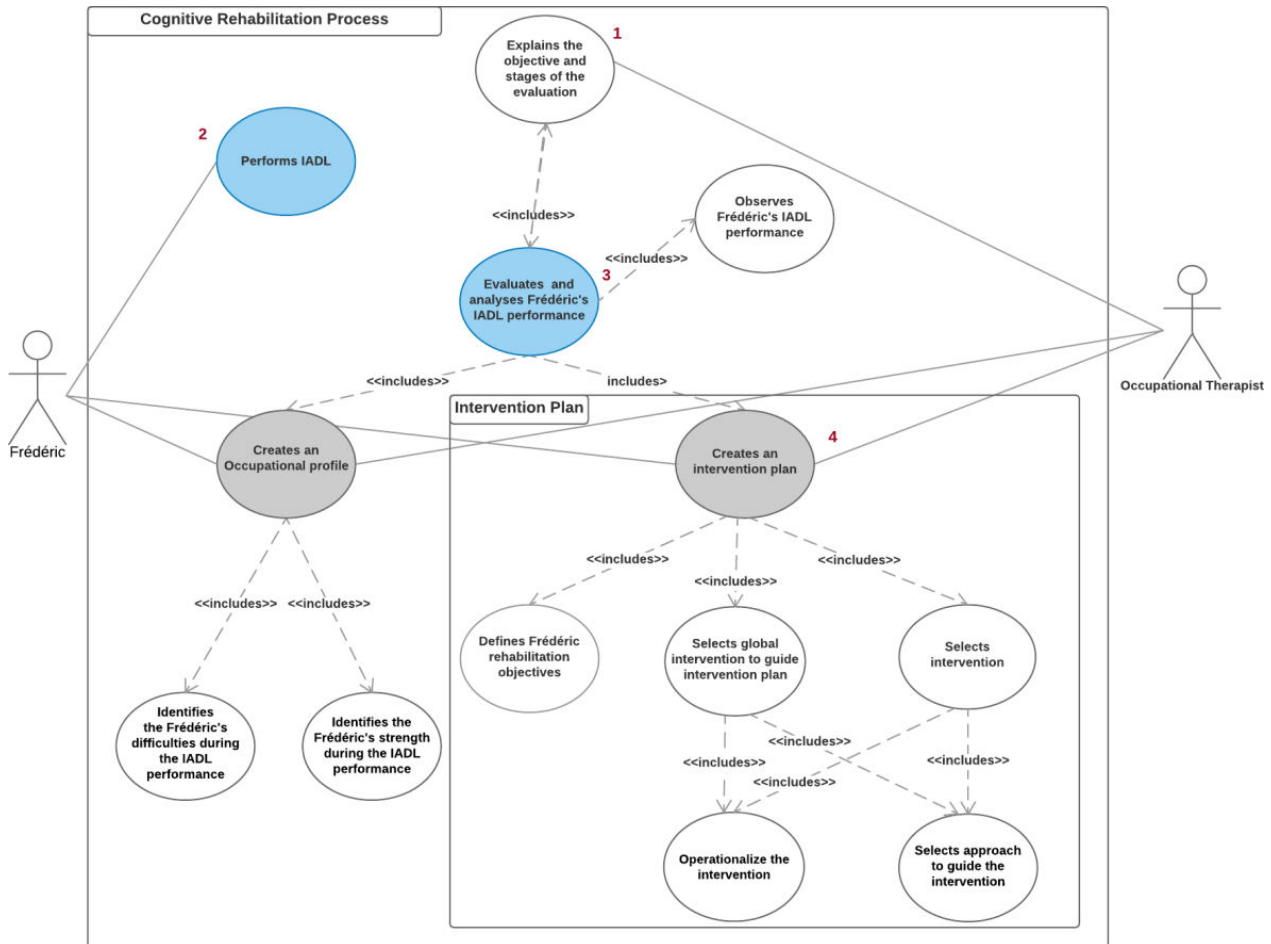 Cognitive Rehabilitation Process
1
Explains the
objective and
stages of the
evaluation
2
Performs IADL
<<includes>>
Observes
Frédéric's IADL
performance
<<includes>>
3
Evaluates and
analyses Frédéric's
IADL performance
Frédéric
Occupational Therapist
<<includes>>
includes>
Intervention Plan
Creates an
Occupational profile
4
Creates an
intervention plan
<<includes>>
<<includes>>
<<includes>>
<<includes>>
<<includes>>
Defines Frédéric
rehabilitation
objectives
Selects global
intervention to guide
intervention plan
Selects
intervention
Identifies
the Frédéric's
difficulties during
the IADL
performance
Identifies the
Frédéric's strength
during the IADL
performance
<<includes>>
<<includes>>
<<includes>>
<<includes>>
Operationalize the
intervention
Selects approach
to guide the
intervention